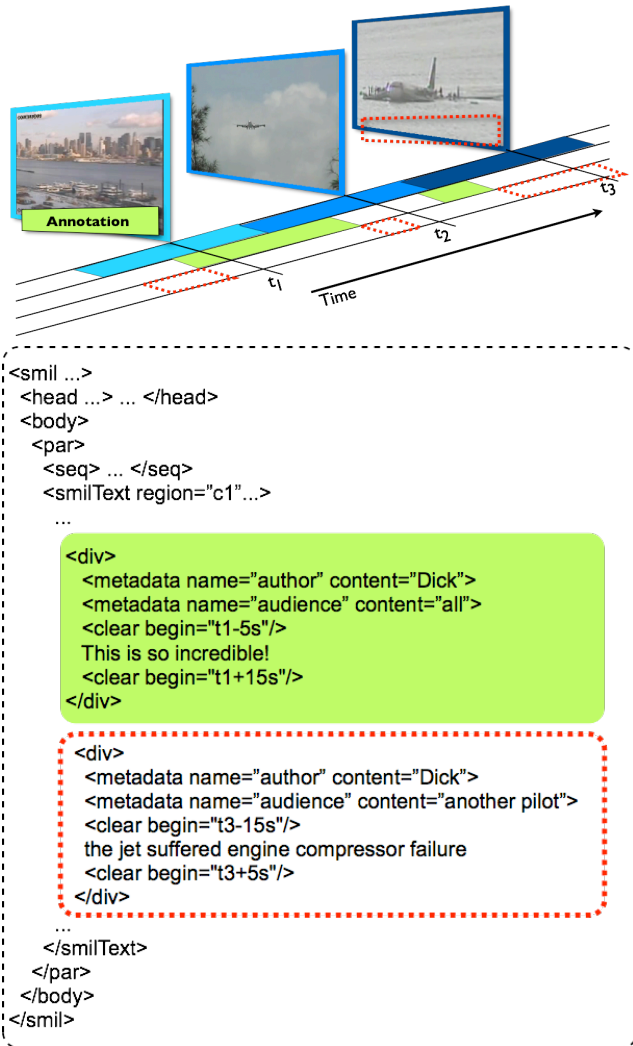 Annotation
t1
t2
t3
Time
<smil ...>
<head ...> ... </head>
<body>
<par>
<seq> ... </seq>
<smilText region=”c1”...>
...
<div>
<metadata name=”author” content=”Dick”>
<metadata name=”audience” content=”all”>
<clear begin="t1-5s"/>
This is so incredible!
<clear begin="t1+15s"/>
</div>
<div>
<metadata name=”author” content=”Dick”>
<metadata name=”audience” content=”another pilot”>
<clear begin="t3-15s"/>
the jet suffered engine compressor failure
<clear begin="t3+5s"/>
</div>
...
</smilText>
</par>
</body>
</smil>